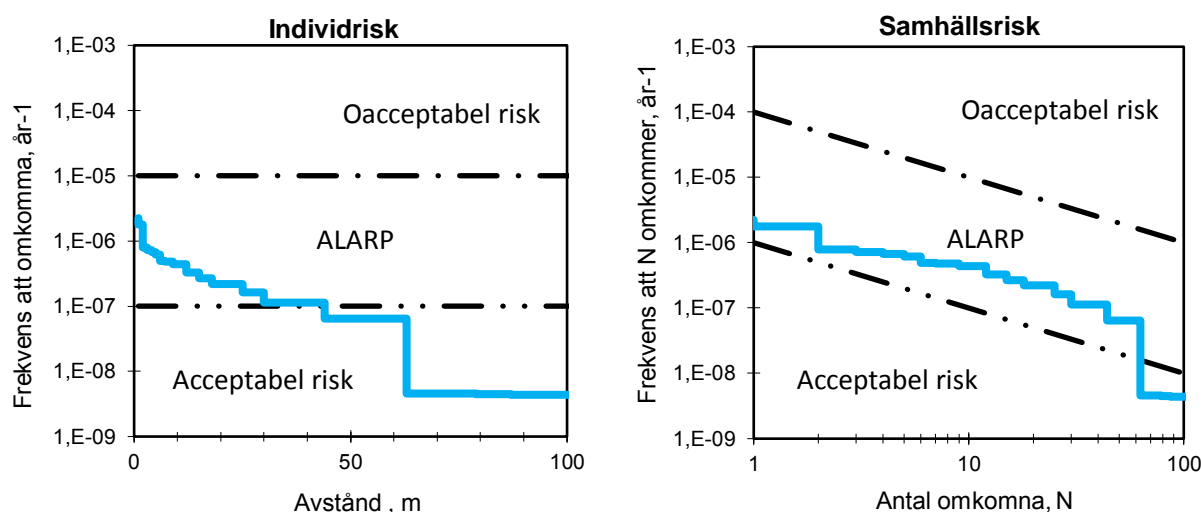 Individrisk
Frekvens att omkomma, år-1
1,E-03
1,E-04
1,E-05
1,E-06
1,E-07
1,E-08
1,E-09
Oacceptabel risk
ALARP
Acceptabel risk
0
50
100
Avstånd , m
Samhällsrisk
Frekvens att N omkommer, år-1
1,E-03
1,E-04
1,E-05
1,E-06
1,E-07
1,E-08
1,E-09
Oacceptabel risk
ALARP
Acceptabel risk
1
10
100
Antal omkomna, N